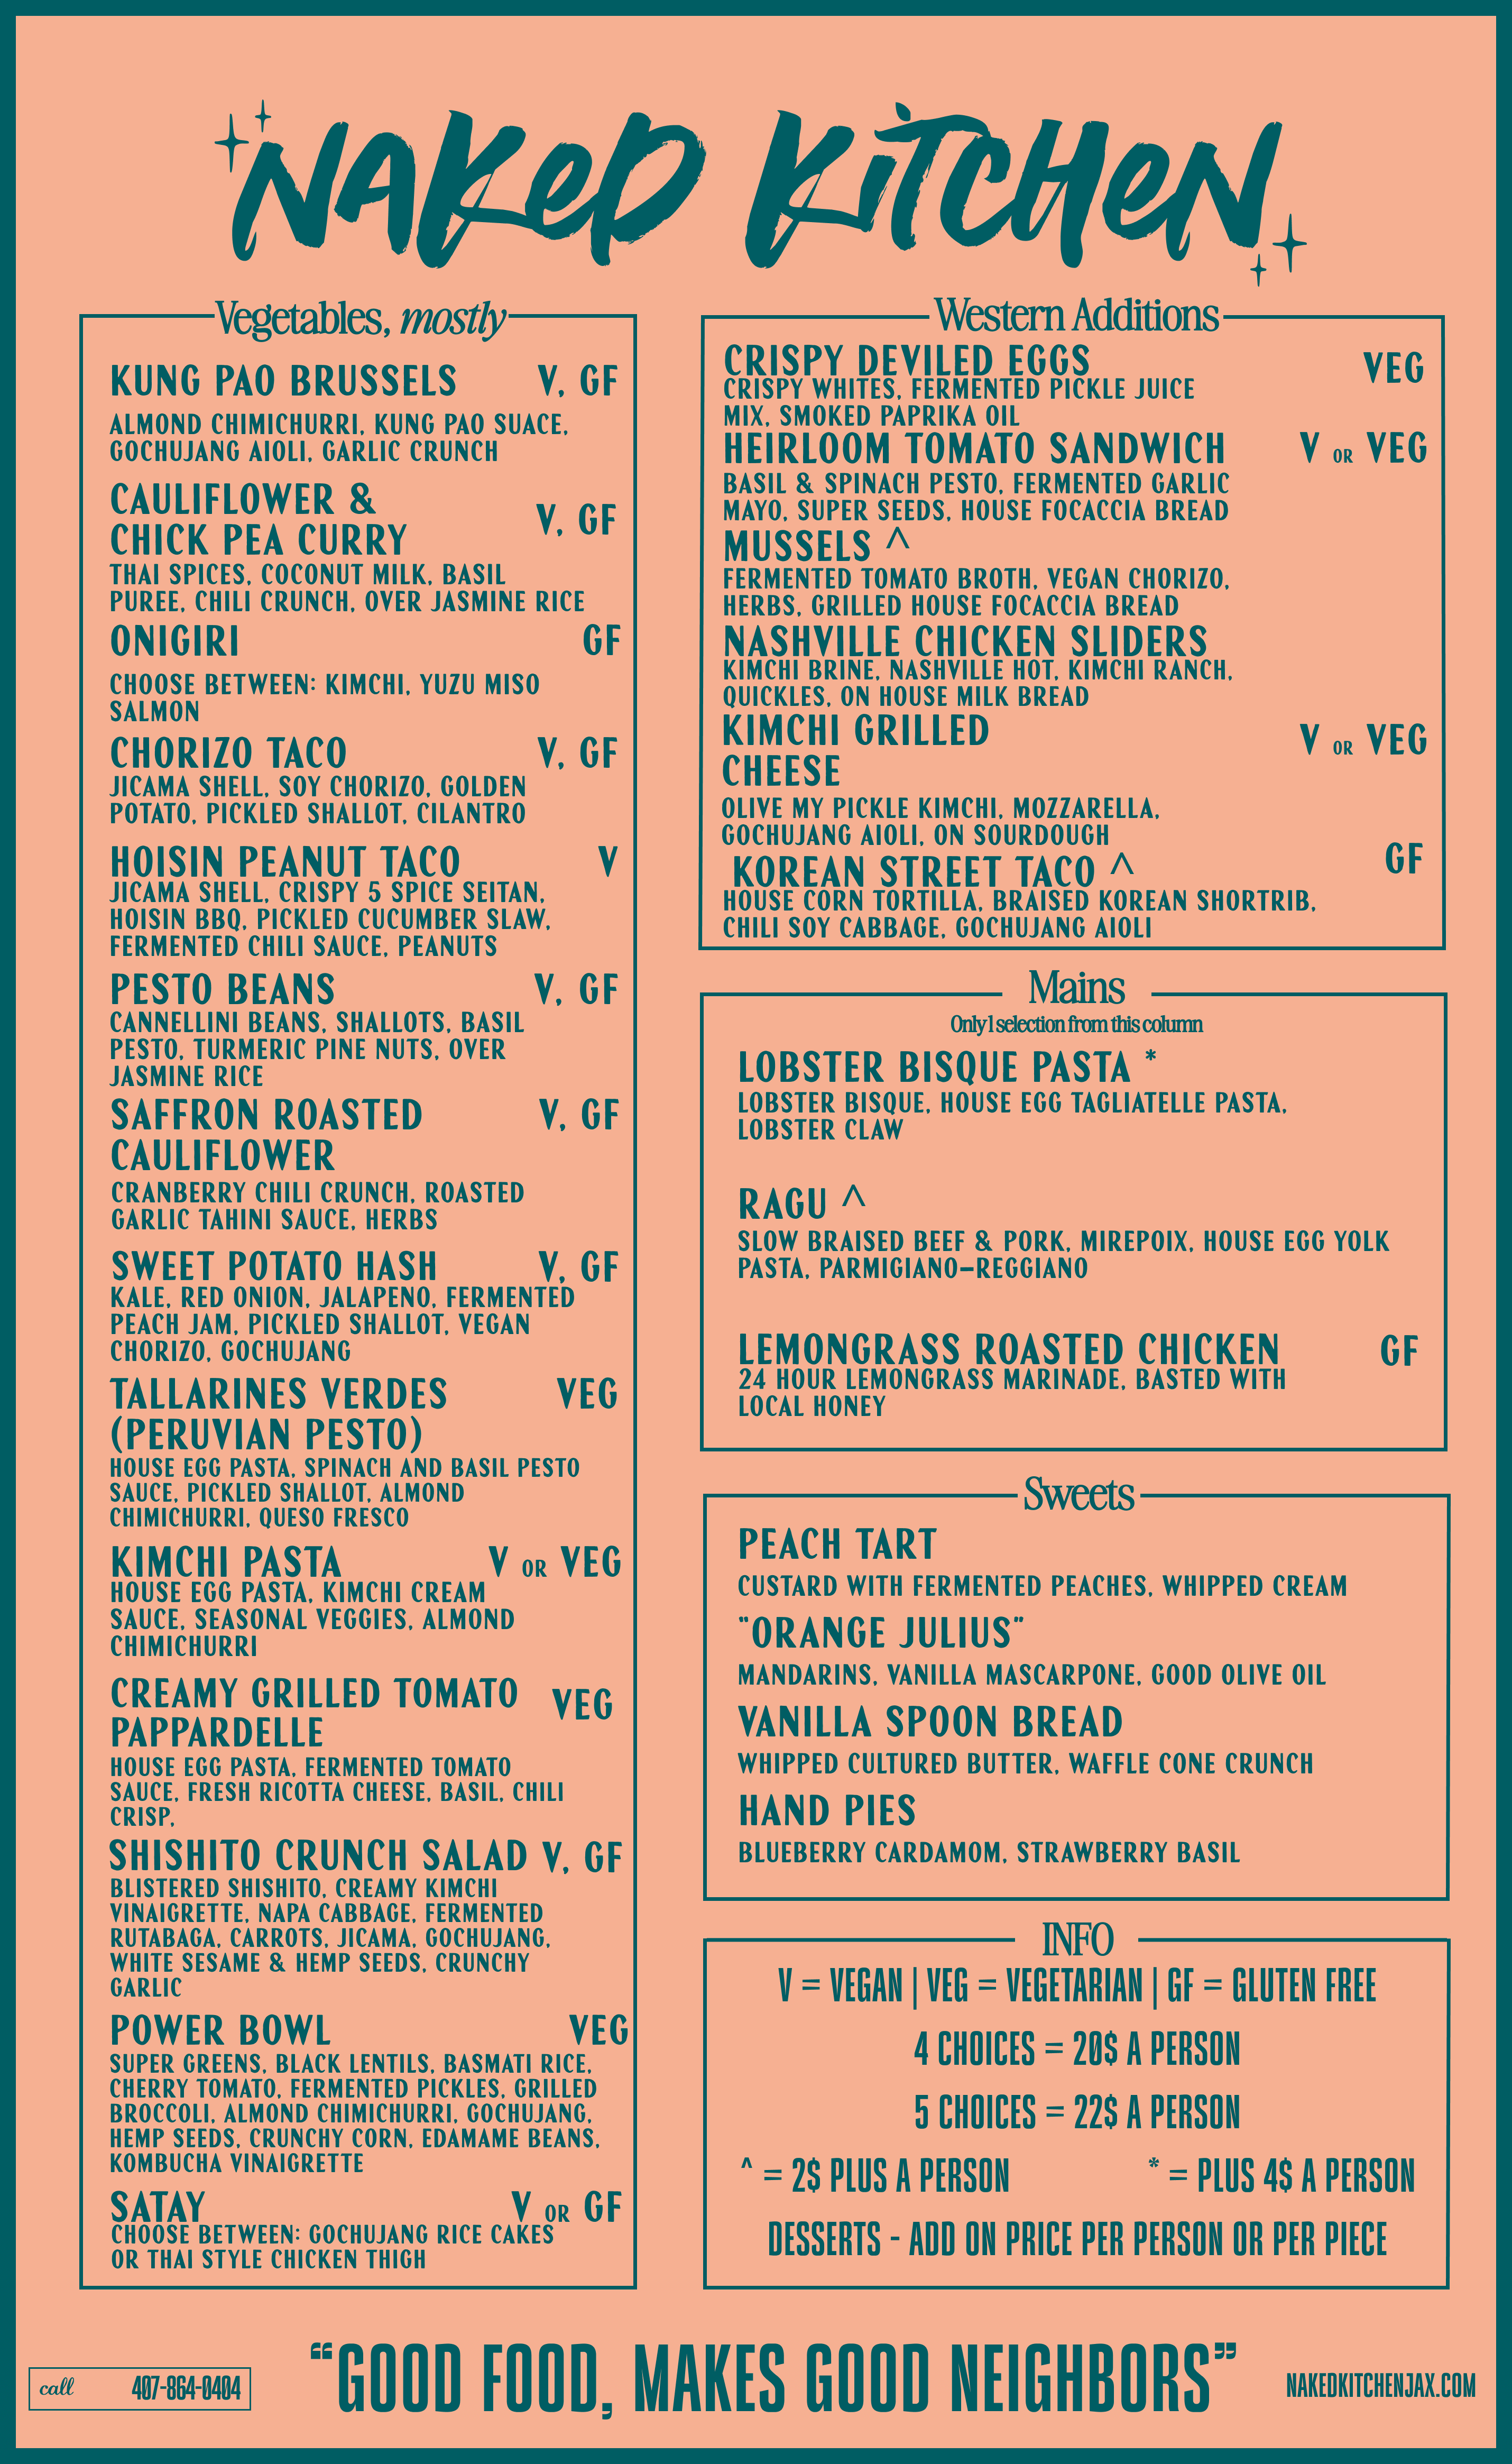 NAKED KITCHEN
Vegetables, mostly
KUNG PAO BRUSSELS V, GF
ALMOND CHIMICHURRI, KUNG PAO SUACE,
GOCHUJANG AIOLI, GARLIC CRUNCH
CAULIFLOWER &
CHICK PEA CURRY V, GF
THAI SPICES, COCONUT MILK, BASIL
PUREE, CHILI CRUNCH, OVER JASMINE RICE
ONIGIRI GF
CHOOSE BETWEEN: KIMCHI, YUZU MISO
SALMON
CHORIZO TACO V, GF
JICAMA SHELL, SOY CHORIZO, GOLDEN
POTATO, PICKLED SHALLOT, CILANTRO
HOISIN PEANUT TACO V
JICAMA SHELL, CRISPY 5 SPICE SEITAN,
HOISIN BBQ, PICKLED CUCUMBER SLAW,
FERMENTED CHILI SAUCE, PEANUTS
PESTO BEANS V, GF
CANNELLINI BEANS, SHALLOTS, BASIL
PESTO, TURMERIC PINE NUTS, OVER
JASMINE RICE
SAFFRON ROASTED V, GF
CAULIFLOWER
CRANBERRY CHILI CRUNCH, ROASTED
GARLIC TAHINI SAUCE, HERBS
SWEET POTATO HASH V, GF
KALE, RED ONION, JALAPENO, FERMENTED
PEACH JAM, PICKLED SHALLOT, VEGAN
CHORIZO, GOCHUJANG
TALLARINES VERDES VEG
(PERUVIAN PESTO)
HOUSE EGG PASTA, SPINACH AND BASIL PESTO
SAUCE, PICKLED SHALLOT, ALMOND
CHIMICHURRI, QUESO FRESCO
KIMCHI PASTA V OR VEG
HOUSE EGG PASTA, KIMCHI CREAM
SAUCE, SEASONAL VEGGIES, ALMOND
CHIMICHURRI
CREAMY GRILLED TOMATO VEG
PAPPARDELLE
HOUSE EGG PASTA, FERMENTED TOMATO
SAUCE, FRESH RICOTTA CHEESE, BASIL, CHILI
CRISP,
SHISHITO CRUNCH SALAD V, GF
BLISTERED SHISHITO, CREAMY KIMCHI
VINAIGRETTE, NAPA CABBAGE, FERMENTED
RUTABAGA, CARROTS, JICAMA, GOCHUJANG,
WHITE SESAME & HEMP SEEDS, CRUNCHY
GARLIC
POWER BOWL VEG
SUPER GREENS, BLACK LENTILS, BASMATI RICE,
CHERRY TOMATO, FERMENTED PICKLES, GRILLED
BROCCOLI, ALMOND CHIMICHURRI, GOCHUJANG,
HEMP SEEDS, CRUNCHY CORN, EDAMAME BEANS,
KOMBUCHA VINAIGRETTE
SATAY V OR GF
CHOOSE BETWEEN: GOCHUJANG RICE CAKES
OR THAI STYLE CHICKEN THIGH
Western Additions
CRISPY DEVILED EGGS VEG
CRISPY WHITES, FERMENTED PICKLE JUICE
MIX, SMOKED PAPRIKA OIL
HEIRLOOM TOMATO SANDWICH V OR VEG
BASIL & SPINACH PESTO, FERMENTED GARLIC
MAYO, SUPER SEEDS, HOUSE FOCACCIA BREAD
MUSSELS ^
FERMENTED TOMATO BROTH, VEGAN CHORIZO,
HERBS, GRILLED HOUSE FOCACCIA BREAD
NASHVILLE CHICKEN SLIDERS
KIMCHI BRINE, NASHVILLE HOT, KIMCHI RANCH,
QUICKLES, ON HOUSE MILK BREAD
KIMCHI GRILLED V OR VEG
CHEESE
OLIVE MY PICKLE KIMCHI, MOZZARELLA,
GOCHUJANG AIOLI, ON SOURDOUGH
KOREAN STREET TACO ^ GF
HOUSE CORN TORTILLA, BRAISED KOREAN SHORTRIB,
CHILI SOY CABBAGE, GOCHUJANG AIOLI
Mains
Only 1 selection from this column
LOBSTER BISQUE PASTA *
LOBSTER BISQUE, HOUSE EGG TAGLIATELLE PASTA,
LOBSTER CLAW
RAGU ^
SLOW BRAISED BEEF & PORK, MIREPOIX, HOUSE EGG YOLK
PASTA, PARMIGIANO-REGGIANO
LEMONGRASS ROASTED CHICKEN GF
24 HOUR LEMONGRASS MARINADE, BASTED WITH
LOCAL HONEY
Sweets
PEACH TART
CUSTARD WITH FERMENTED PEACHES, WHIPPED CREAM
"ORANGE JULIUS"
MANDARINS, VANILLA MASCARPONE, GOOD OLIVE OIL
VANILLA SPOON BREAD
WHIPPED CULTURED BUTTER, WAFFLE CONE CRUNCH
HAND PIES
BLUEBERRY CARDAMOM, STRAWBERRY BASIL
INFO
V = VEGAN | VEG = VEGETARIAN | GF = GLUTEN FREE
4 CHOICES = 20$ A PERSON
5 CHOICES = 22$ A PERSON
^ = 2$ PLUS A PERSON * = PLUS 4$ A PERSON
DESSERTS - ADD ON PRICE PER PERSON OR PER PIECE
call 407-864-0404
"GOOD FOOD, MAKES GOOD NEIGHBORS"
NAKEDKITCHENJAX.COM